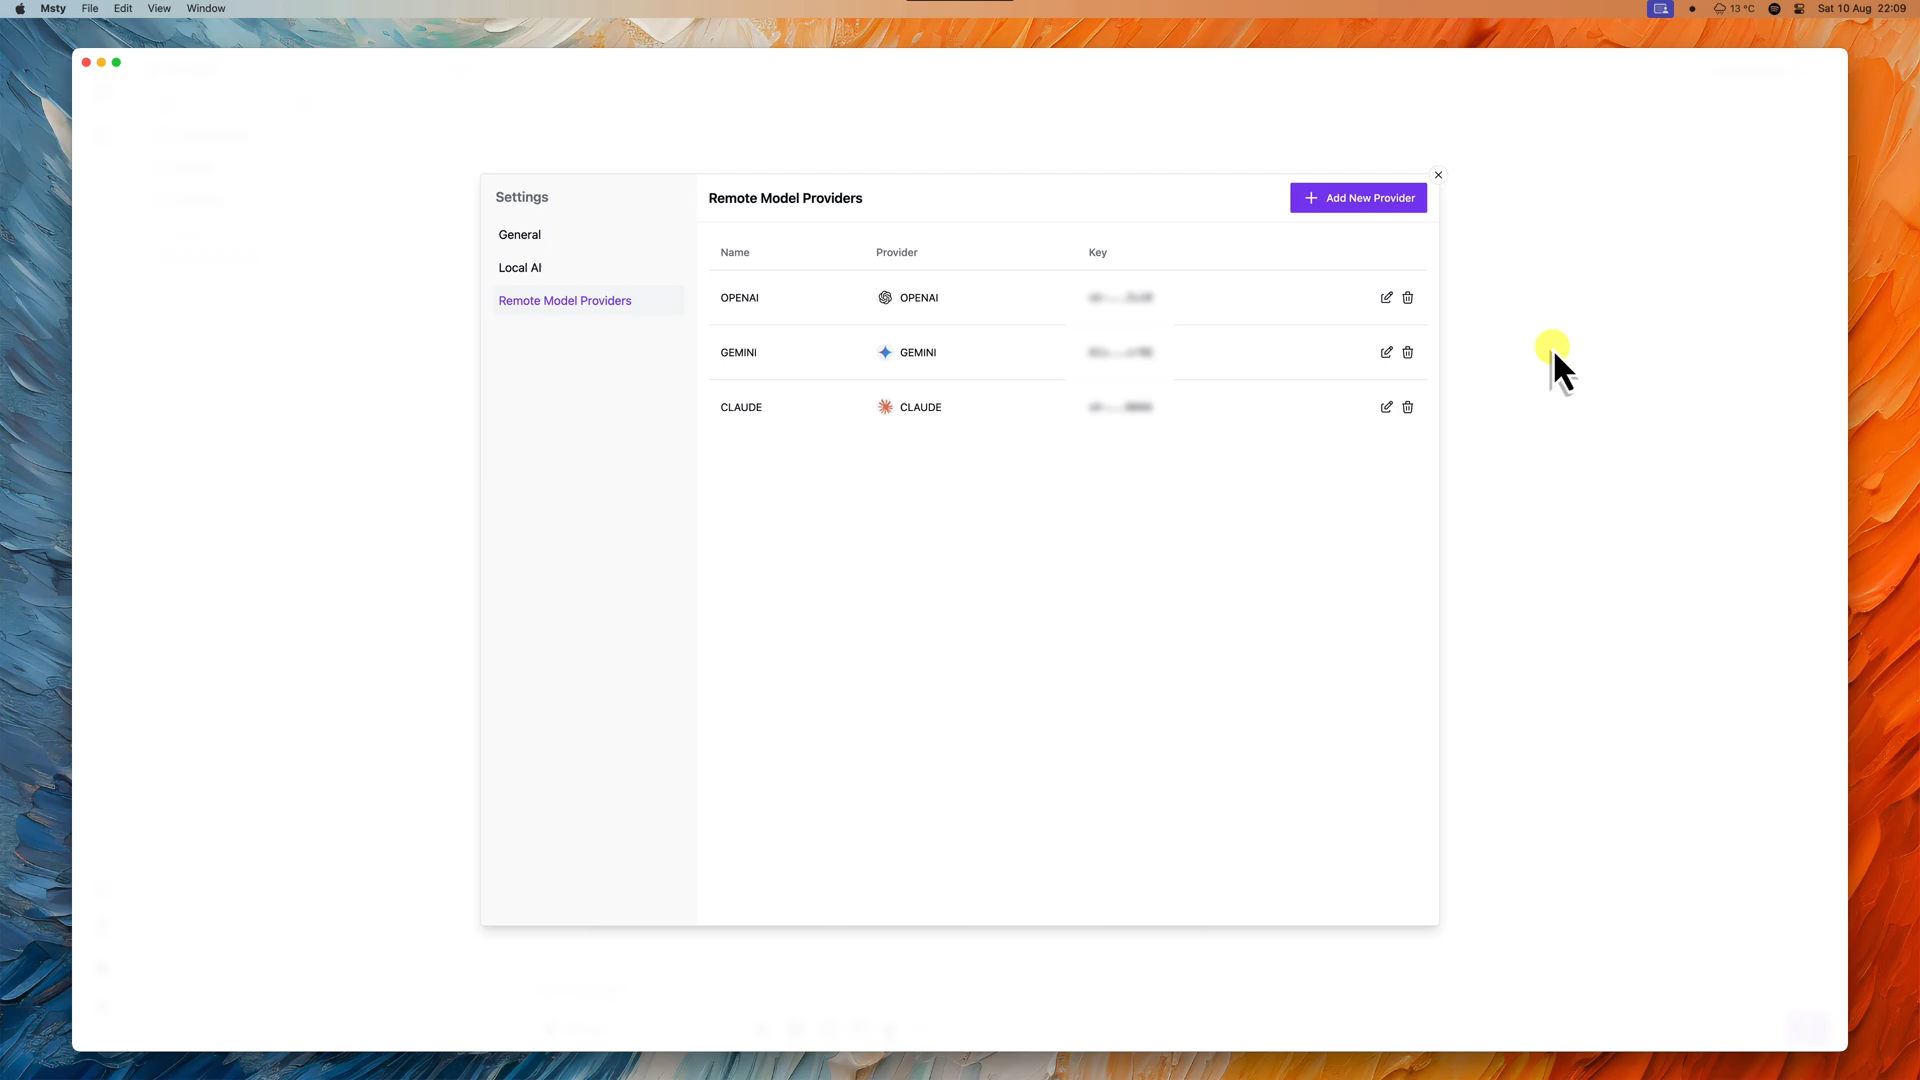 Msty File Edit View Window 13 °C Sat 10 Aug 22:09
Settings
General
Local AI
Remote Model Providers
Remote Model Providers
Add New Provider
Name Provider Key
OPENAI OPENAI
GEMINI GEMINI
CLAUDE CLAUDE